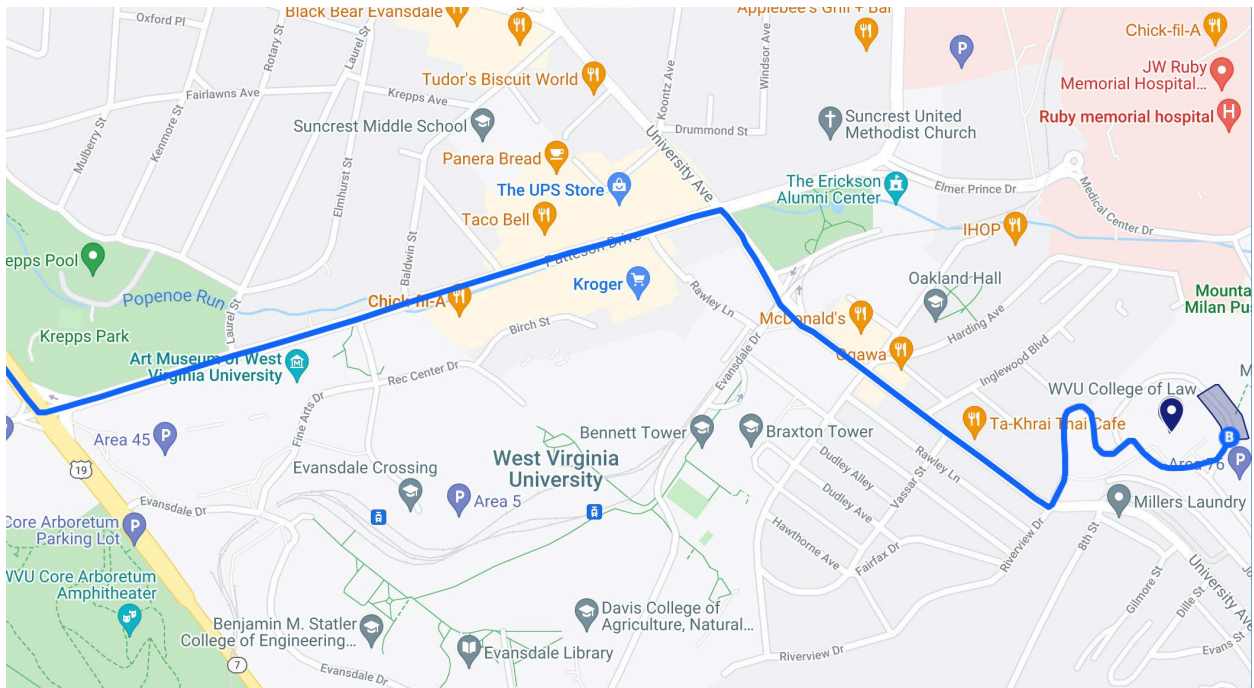 Black Bear Evansdale
Applebee's Grill + Bar
Oxford Pl
Rotary St
Laurel St
Chick-fil-A
P
Windsor Ave
Koontz Ave
JW Ruby
Memorial Hospital...
Tudor's Biscuit World
Fairlawns Ave
Krepps Ave
Kenmore St
Mulberry St
Suncrest Middle School
Drummond St
Suncrest United
Methodist Church
Ruby memorial hospital
H
University Ave
Panera Bread
The UPS Store
Elmhurst St
Taco Bell
The Erickson
Alumni Center
Elmer Prince Dr
Medical Center Dr
IHOP
Patteson Drive
Baldwin St
epps Pool
Kroger
Oakland Hall
Popenoe Run
Chick-fil-A
Rawley Ln
Mounta
Milan Pus
Krepps Park
Laurel St
Birch St
McDonald's
Harding Ave
Evansdale Dr
Art Museum of West
Virginia University
Ogawa
Inglewood Blvd
Rec Center Dr
WVU College of Law
M
Fine Arts Dr
Ta-Khrai Thai Cafe
P
Area 45
P
Bennett Tower
Braxton Tower
B
19
Evansdale Crossing
West Virginia
University
Dudley Alley
Rawley Ln
Area 76
P
Vassar St
Dudley Ave
P
Area 5
Millers Laundry
Evansdale Dr
Core Arboretum
Parking Lot
P
Hawthorne Ave
Fairfax Dr
Riverview Dr
8th St
University Ave
WVU Core Arboretum
Amphitheater
Gilmore St
Dille St
Jo
Davis College of
Agriculture, Natural...
Benjamin M. Statler
College of Engineering...
Evansdale Library
Riverview Dr
Evans St
7
Evansdale Dr